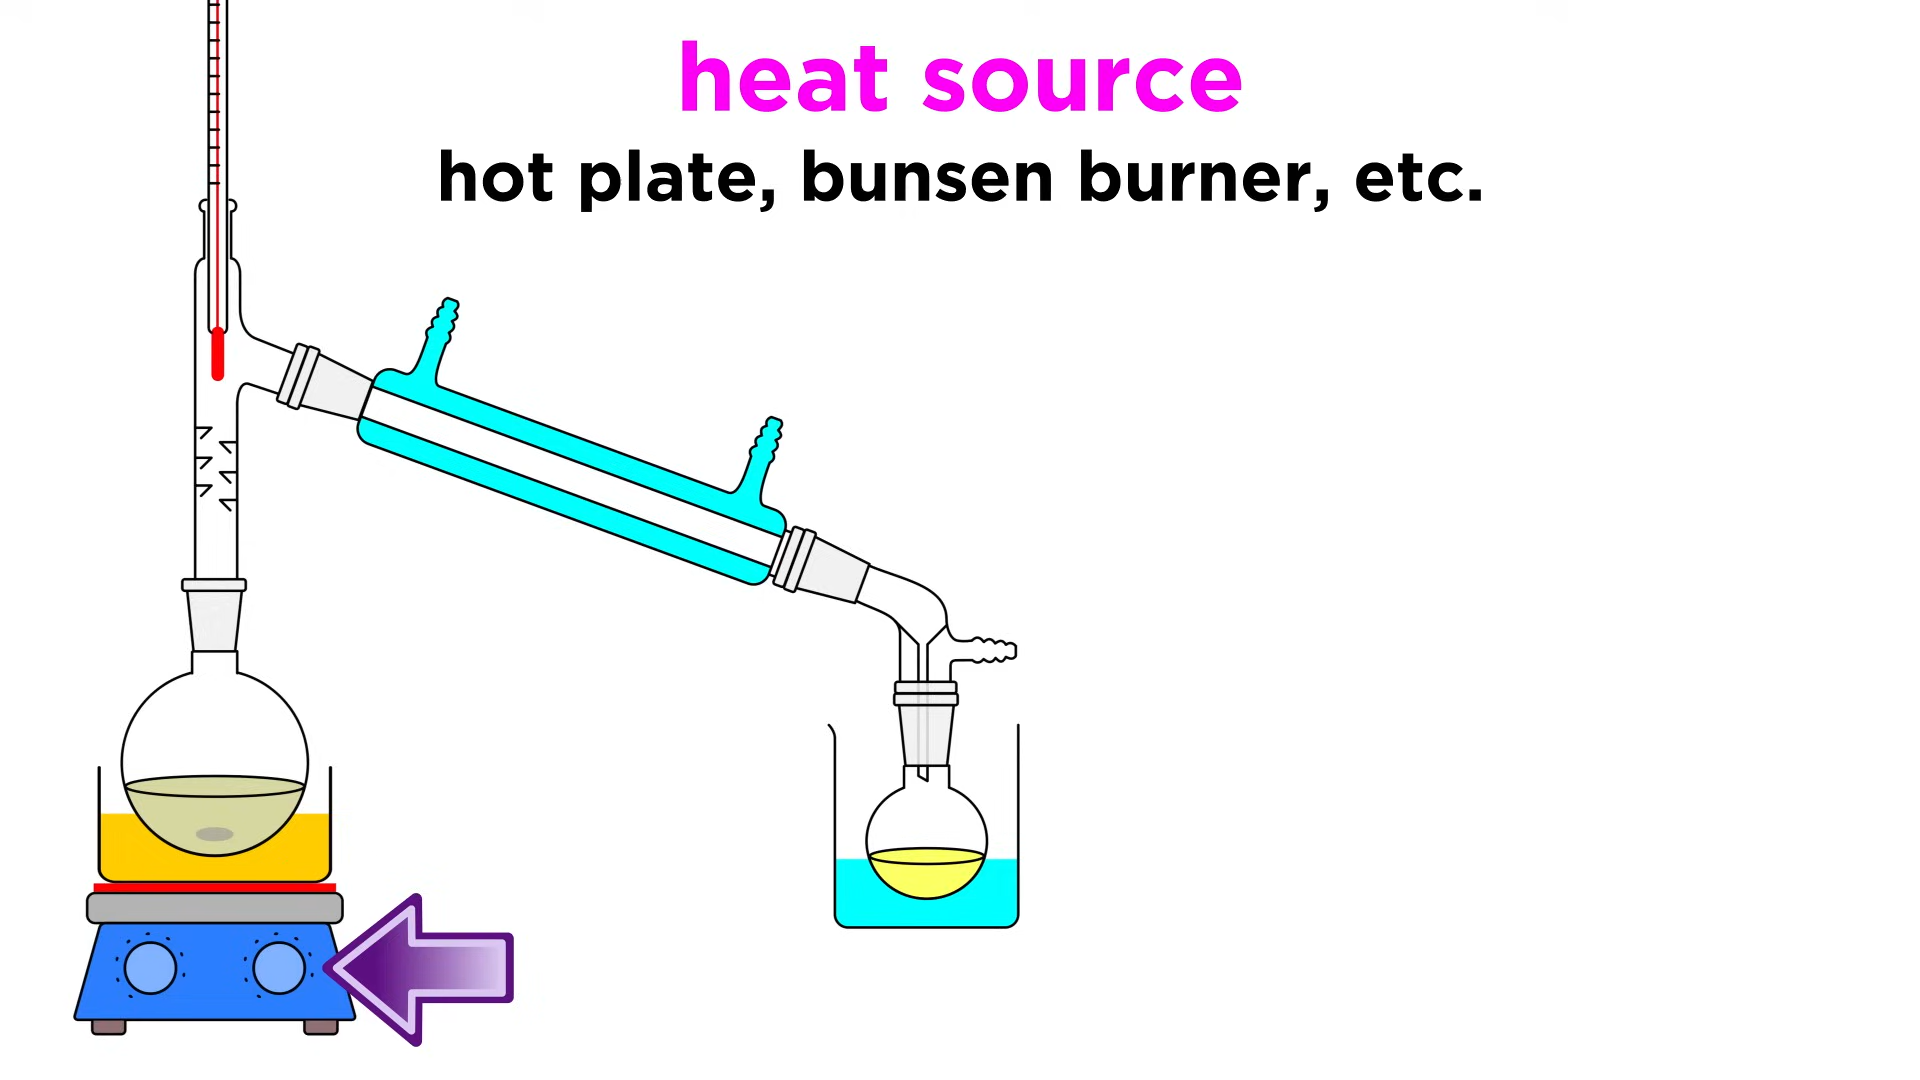 heat source
hot plate, bunsen burner, etc.